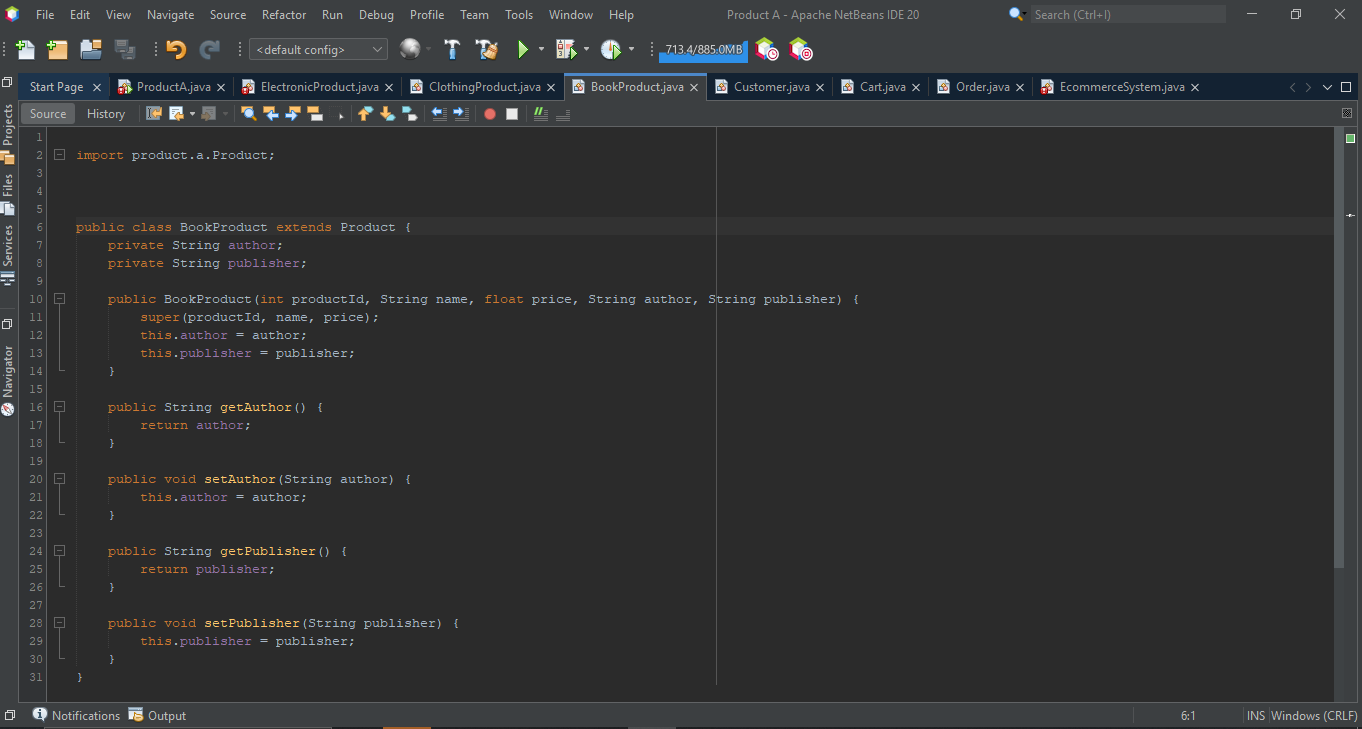 File Edit View Navigate Source Refactor Run Debug Profile Team Tools Window Help Product A - Apache NetBeans IDE 20 Search (Ctrl+I)
<default config> 713.4/885.0MB
Start Page ProductA.java ElectronicProduct.java ClothingProduct.java BookProduct.java Customer.java Cart.java Order.java EcommerceSystem.java
Source History
Projects
Files
Services
Navigator
1
2 import product.a.Product;
3
4
5
6 public class BookProduct extends Product {
7 private String author;
8 private String publisher;
9
10 public BookProduct(int productId, String name, float price, String author, String publisher) {
11 super(productId, name, price);
12 this.author = author;
13 this.publisher = publisher;
14 }
15
16 public String getAuthor() {
17 return author;
18 }
19
20 public void setAuthor(String author) {
21 this.author = author;
22 }
23
24 public String getPublisher() {
25 return publisher;
26 }
27
28 public void setPublisher(String publisher) {
29 this.publisher = publisher;
30 }
31 }
Notifications Output 6:1 INS Windows (CRLF)